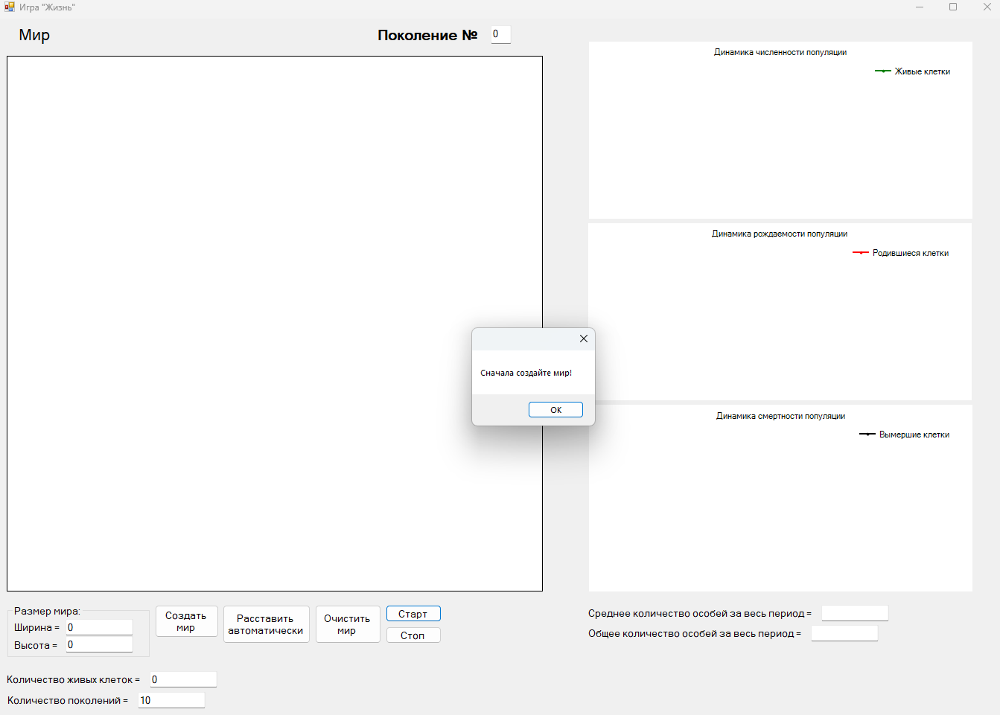 Игра "Жизнь"
Мир
Поколение № 0
Динамика численности популяции
Живые клетки
Динамика рождаемости популяции
Родившиеся клетки
Сначала создайте мир!
OK
Динамика смертности популяции
Вымершие клетки
Размер мира:
Ширина = 0
Высота = 0
Создать
мир
Расставить
автоматически
Очистить
мир
Старт
Стоп
Среднее количество особей за весь период =
Общее количество особей за весь период =
Количество живых клеток = 0
Количество поколений = 10